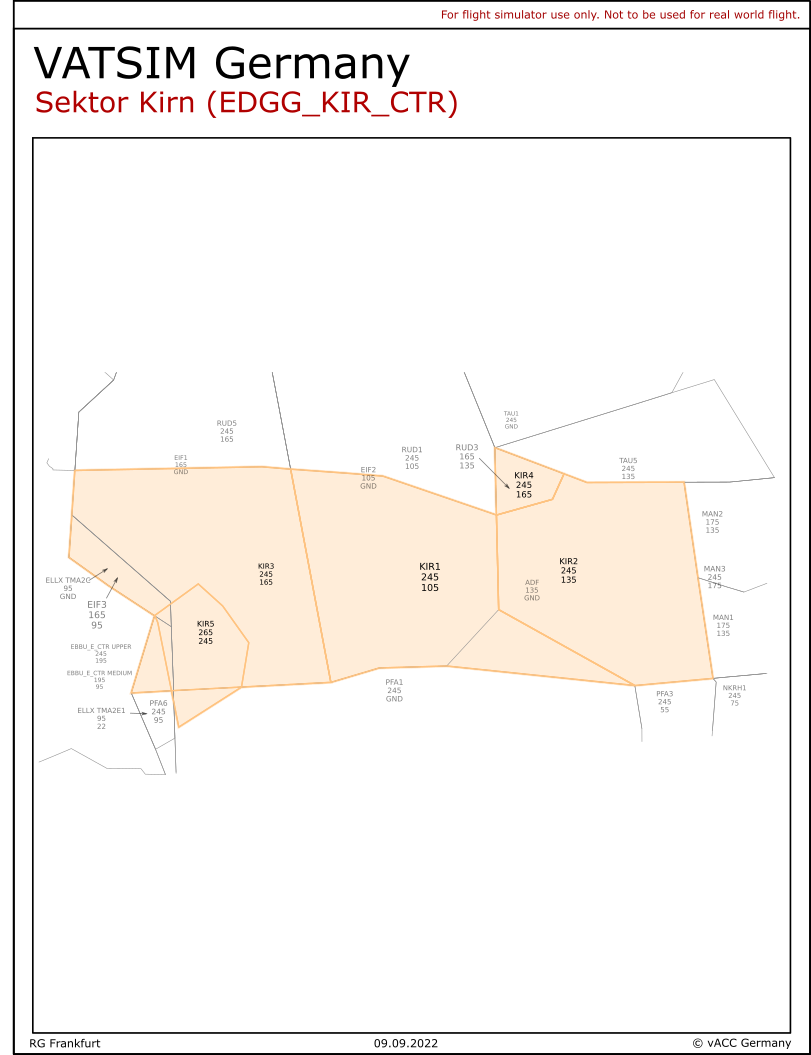 For flight simulator use only. Not to be used for real world flight.
VATSIM Germany
Sektor Kirn (EDGG_KIR_CTR)
TAU1
245
GND
RUD5
245
165
RUD1
245
105
RUD3
165
135
EIF1
165
GND
EIF2
105
GND
TAU5
245
135
KIR4
245
165
MAN2
175
135
KIR3
245
165
KIR1
245
105
KIR2
245
135
MAN3
245
175
ELLX TMA2C
95
GND
ADF
135
GND
EIF3
165
95
KIR5
265
245
MAN1
175
135
EBBU_E_CTR UPPER
245
195
EBBU_E_CTR MEDIUM
195
95
PFA1
245
GND
PFA3
245
55
NKRH1
245
75
PFA6
245
95
ELLX TMA2E1
95
22
RG Frankfurt
09.09.2022
© vACC Germany